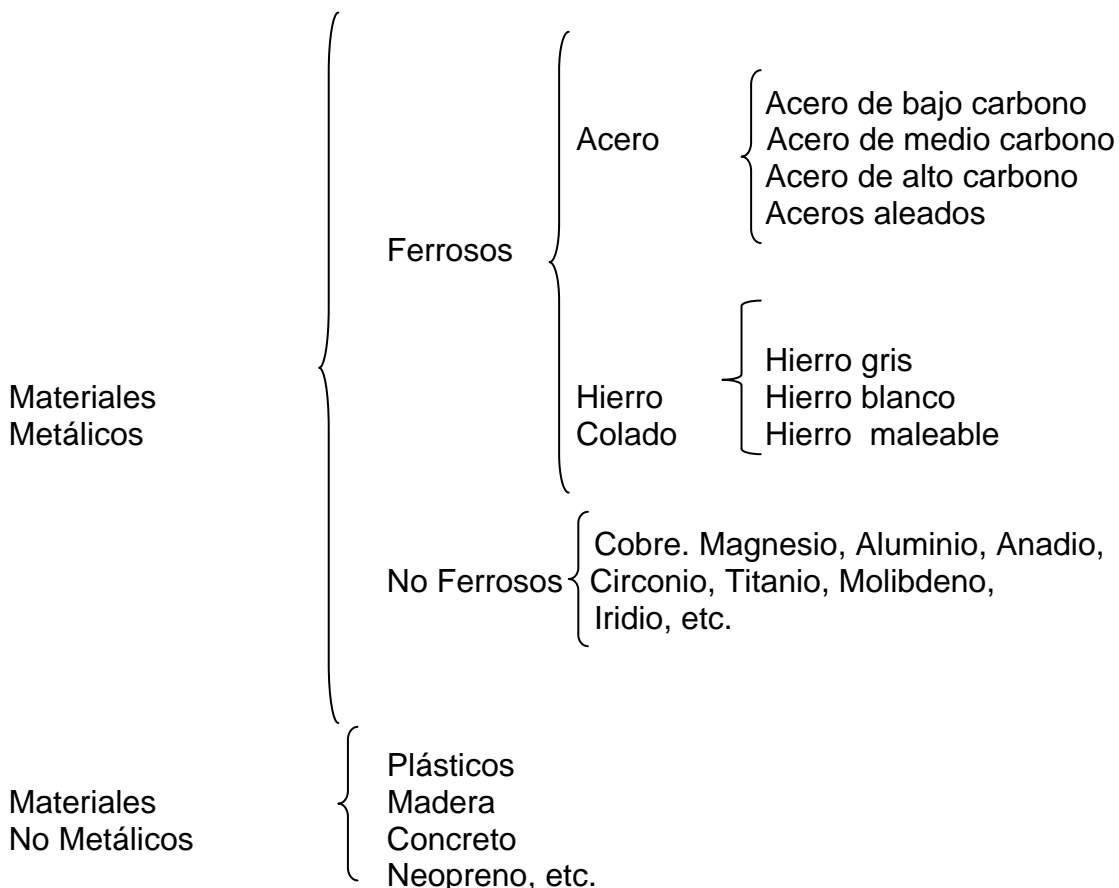 Acero de bajo carbono
Acero
Acero de medio carbono
Acero de alto carbono
Aceros aleados
Ferrosos
Hierro gris
Materiales
Metálicos
Hierro
Colado
Hierro blanco
Hierro maleable
Cobre. Magnesio, Aluminio, Anadio,
No Ferrosos
Circonio, Titanio, Molibdeno,
Iridio, etc.
Materiales
No Metálicos
Plásticos
Madera
Concreto
Neopreno, etc.